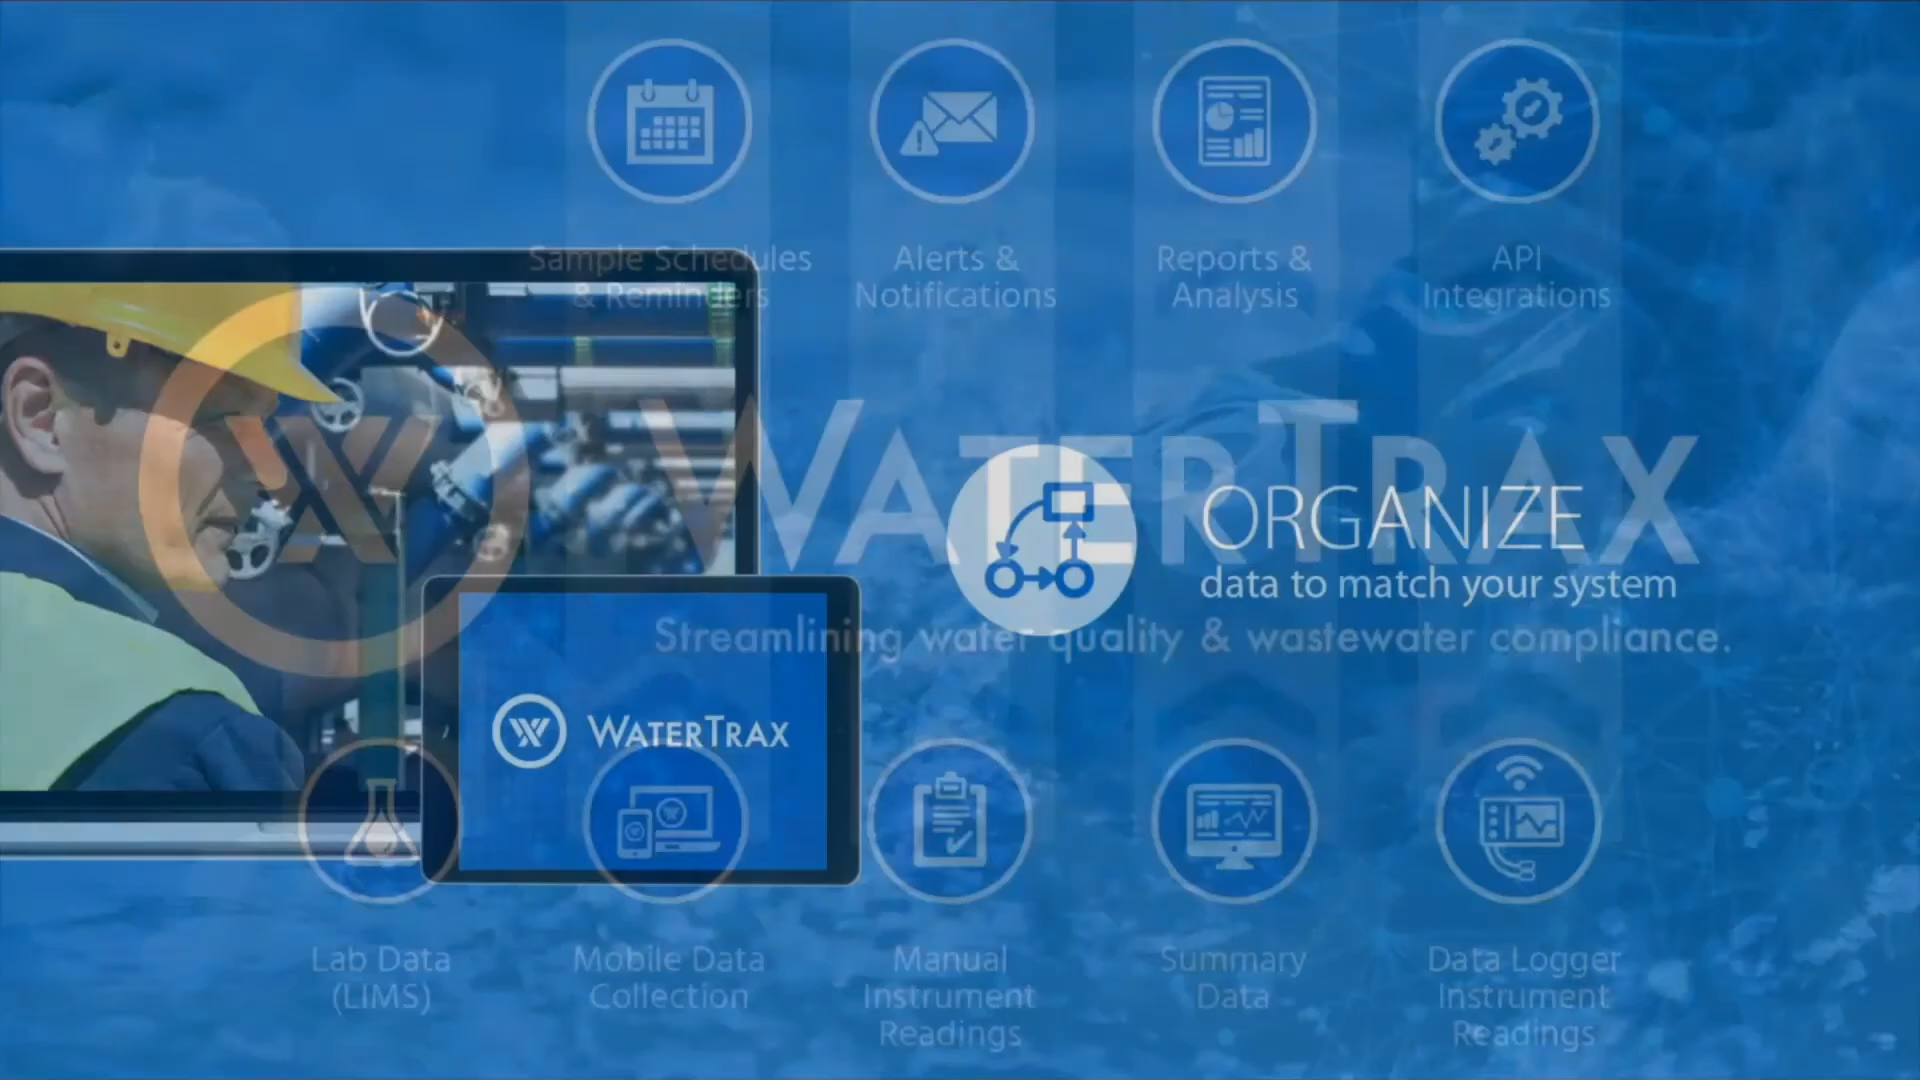 Sample Schedules
& Reminders
Alerts &
Notifications
Reports &
Analysis
API
Integrations
WATERTRAX
ORGANIZE
data to match your system
Streamlining water quality & wastewater compliance.
WATERTRAX
Lab Data
(LIMS)
Mobile Data
Collection
Manual
Instrument
Readings
Summary
Data
Data Logger
Instrument
Readings